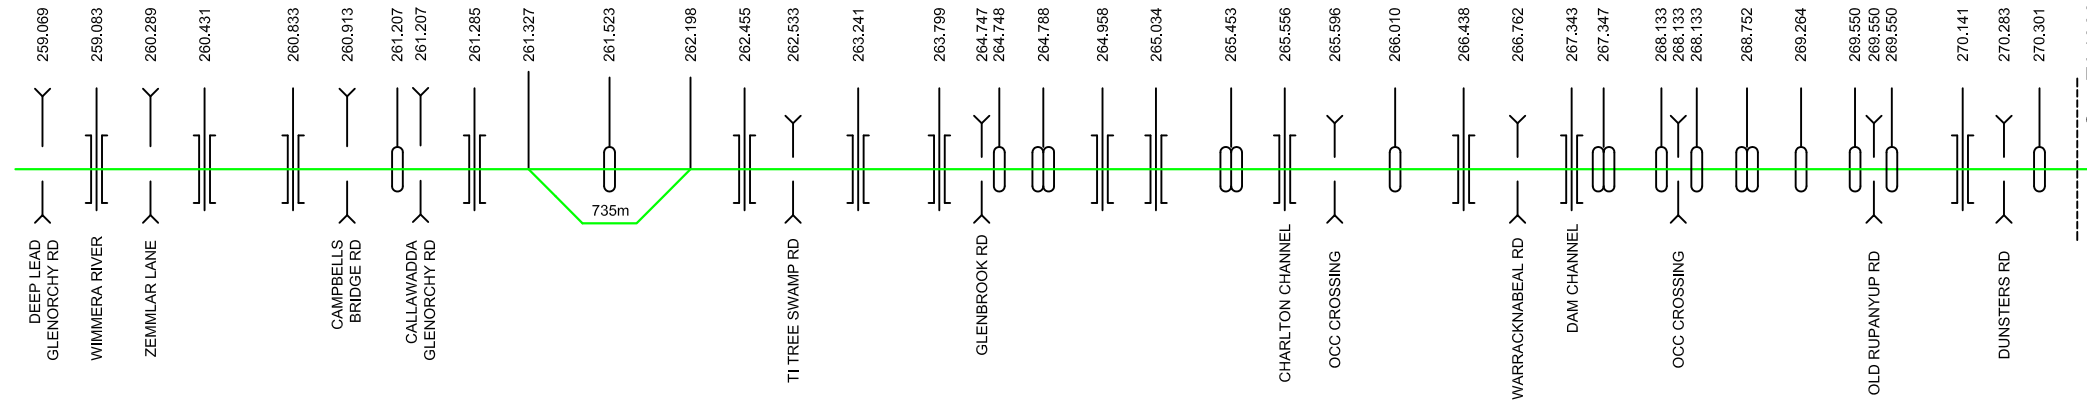 259.069
259.083
260.289
260.431
260.833
260.913
261.207
261.207
261.285
261.327
261.523
262.198
262.455
262.533
263.241
263.799
264.747
264.748
264.788
264.958
265.034
265.453
265.556
265.596
266.010
266.438
266.762
267.343
267.347
268.133
268.133
268.133
268.752
269.264
269.550
269.550
269.550
270.141
270.283
270.301
735m
DEEP LEAD
GLENORCHY RD
WIMMERA RIVER
ZEMMLAR LANE
CAMPBELLS
BRIDGE RD
CALLAWADDA
GLENORCHY RD
TI TREE SWAMP RD
GLENBROOK RD
CHARLTON CHANNEL
OCC CROSSING
WARRACKNABEAL RD
DAM CHANNEL
OCC CROSSING
OLD RUPANYUP RD
DUNSTERS RD